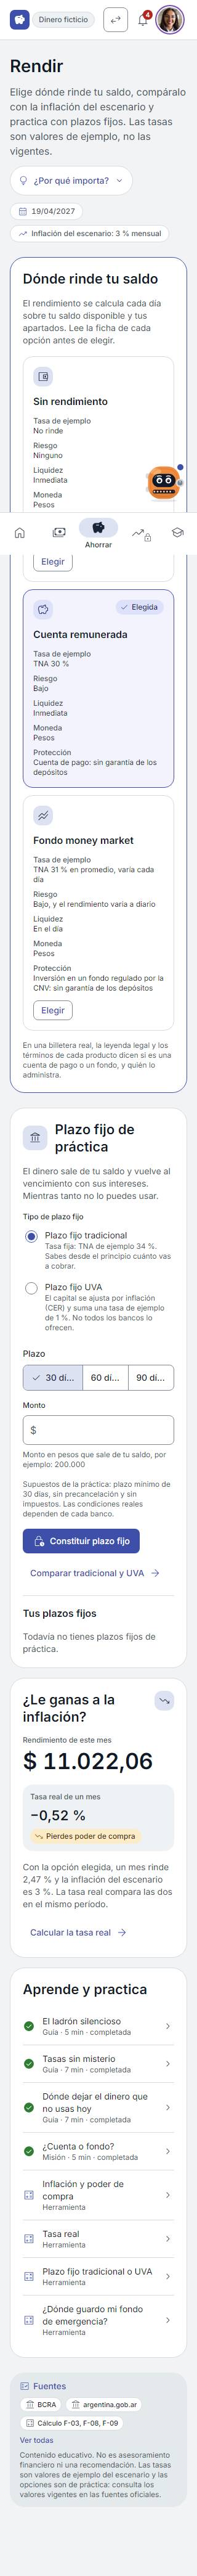 Dinero ficticio
4
Rendir
Elige dónde rinde tu saldo, compáralo
con la inflación del escenario y
practica con plazos fijos. Las tasas
son valores de ejemplo, no las
vigentes.
¿Por qué importa?
19/04/2027
Inflación del escenario: 3 % mensual
Dónde rinde tu saldo
El rendimiento se calcula cada día
sobre tu saldo disponible y tus
apartados. Lee la ficha de cada
opción antes de elegir.
Sin rendimiento
Tasa de ejemplo
No rinde
Riesgo
Ninguno
Liquidez
Inmediata
Moneda
Pesos
Ahorrar
Elegir
Elegida
Cuenta remunerada
Tasa de ejemplo
TNA 30 %
Riesgo
Bajo
Liquidez
Inmediata
Moneda
Pesos
Protección
Cuenta de pago: sin garantía de los
depósitos
Fondo money market
Tasa de ejemplo
TNA 31 % en promedio, varía cada
día
Riesgo
Bajo, y el rendimiento varía a diario
Liquidez
En el día
Moneda
Pesos
Protección
Inversión en un fondo regulado por la
CNV: sin garantía de los depósitos
Elegir
En una billetera real, la leyenda legal y los
términos de cada producto dicen si es una
cuenta de pago o un fondo, y quién lo
administra.
Plazo fijo de
práctica
El dinero sale de tu saldo y vuelve al
vencimiento con sus intereses.
Mientras tanto no lo puedes usar.
Tipo de plazo fijo
Plazo fijo tradicional
Tasa fija: TNA de ejemplo 34 %.
Sabes desde el principio cuánto vas
a cobrar.
Plazo fijo UVA
El capital se ajusta por inflación
(CER) y suma una tasa de ejemplo
de 1 %. No todos los bancos lo
ofrecen.
Plazo
30 dí...
60 dí...
90 dí...
Monto
$
Monto en pesos que sale de tu saldo, por
ejemplo: 200.000
Supuestos de la práctica: plazo mínimo de
30 días, sin precancelación y sin
impuestos. Las condiciones reales
dependen de cada banco.
Constituir plazo fijo
Comparar tradicional y UVA
Tus plazos fijos
Todavía no tienes plazos fijos de
práctica.
¿Le ganas a la
inflación?
Rendimiento de este mes
$ 11.022,06
Tasa real de un mes
−0,52 %
Pierdes poder de compra
Con la opción elegida, un mes rinde
2,47 % y la inflación del escenario
es 3 %. La tasa real compara las dos
en el mismo período.
Calcular la tasa real
Aprende y practica
El ladrón silencioso
Guía · 5 min · completada
Tasas sin misterio
Guía · 7 min · completada
Dónde dejar el dinero que
no usas hoy
Guía · 7 min · completada
¿Cuenta o fondo?
Misión · 5 min · completada
Inflación y poder de
compra
Herramienta
Tasa real
Herramienta
Plazo fijo tradicional o UVA
Herramienta
¿Dónde guardo mi fondo
de emergencia?
Herramienta
Fuentes
BCRA
argentina.gob.ar
Cálculo F-03, F-08, F-09
Ver todas
Contenido educativo. No es asesoramiento
financiero ni una recomendación. Las tasas
son valores de ejemplo del escenario y las
opciones son de práctica: consulta los
valores vigentes en las fuentes oficiales.